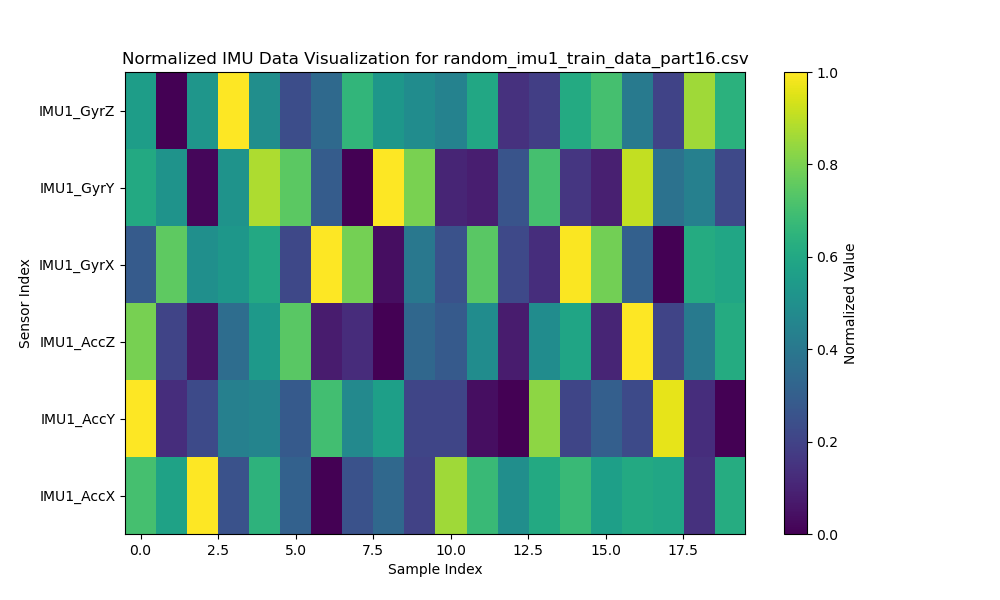 Normalized IMU Data Visualization for random_imu1_train_data_part16.csv
IMU1_GyrZ
IMU1_GyrY
IMU1_GyrX
IMU1_AccZ
IMU1_AccY
IMU1_AccX
Sensor Index
0.0 2.5 5.0 7.5 10.0 12.5 15.0 17.5
Sample Index
1.0
0.8
0.6
0.4
0.2
0.0
Normalized Value